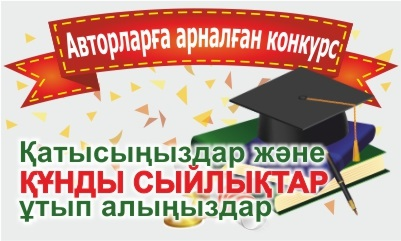 Авторларға арналған конкурс
Қатысыңыздар және
ҚҰНДЫ СЫЙЛЫҚТАР
ұтып алыңыздар